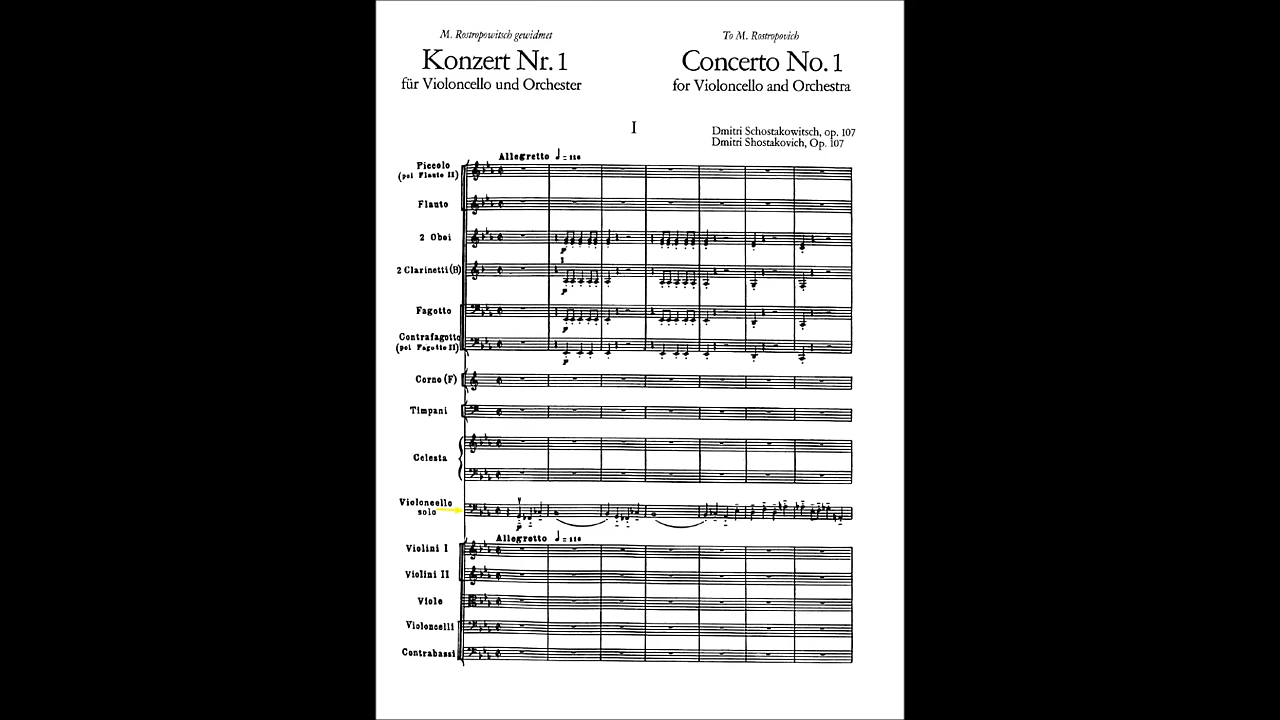 M. Rostropowitsch gewidmet
Konzert Nr. 1
für Violoncello und Orchester
To M. Rostropovich
Concerto No. 1
for Violoncello and Orchestra
I
Dmitri Schostakowitsch, op. 107
Dmitri Shostakovich, Op. 107
Allegretto = 116
Piccolo
(poi Flauto II)
Flauto
2 Oboi
2 Clarinetti (B)
Fagotto
Contrafagotto
(poi Fagotto II)
Corno (F)
Timpani
Celesta
Violoncello
solo
Allegretto = 116
Violini I
Violini II
Viole
Violoncelli
Contrabassi
p
I
p
p
p
p